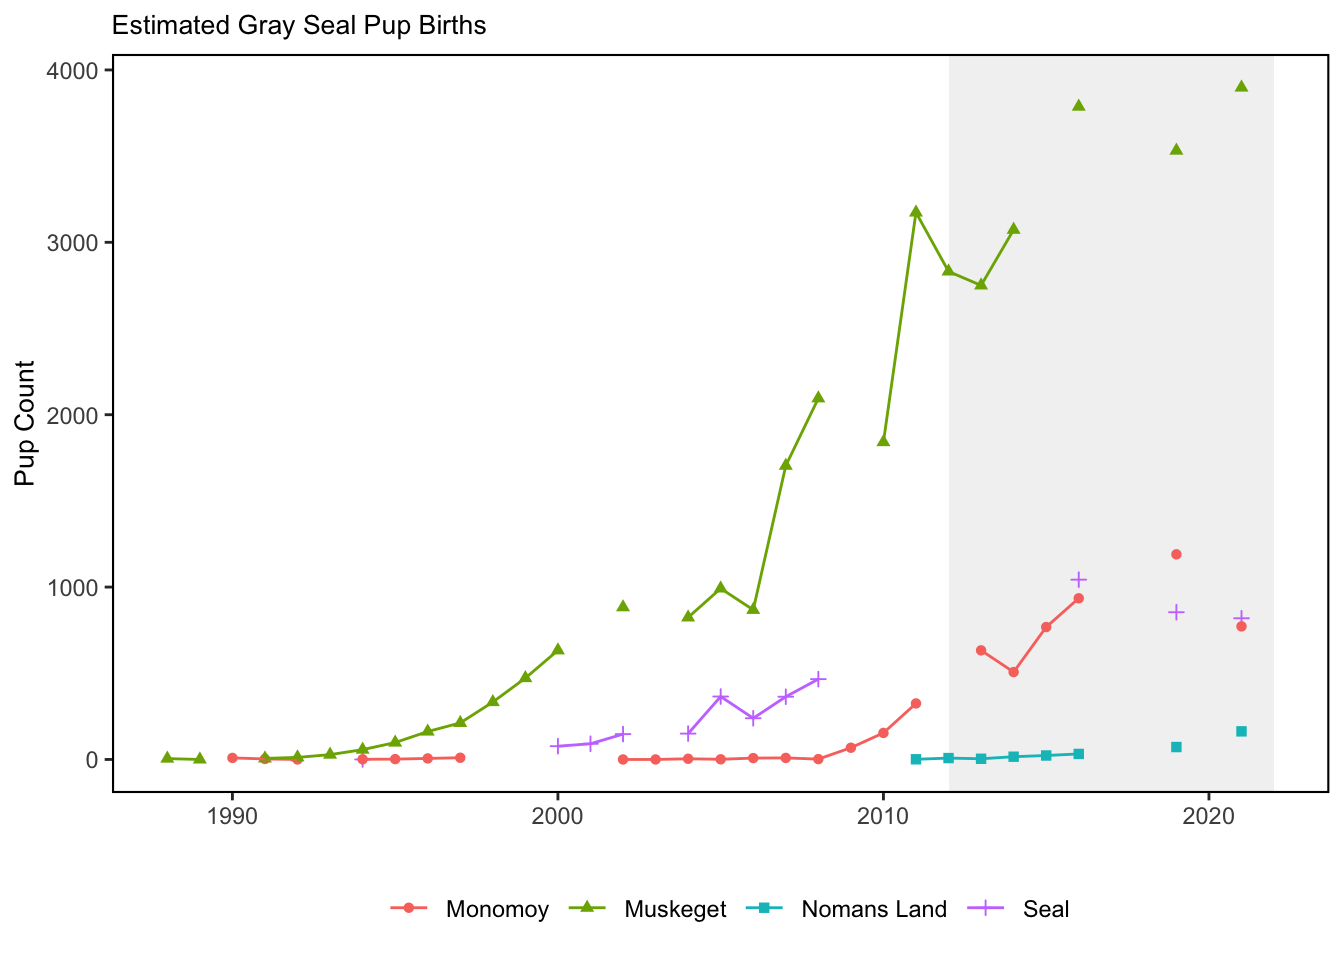 Estimated Gray Seal Pup Births
4000
3000
2000
1000
0
Pup Count
1990 2000 2010 2020
Monomoy Muskeget Nomans Land Seal